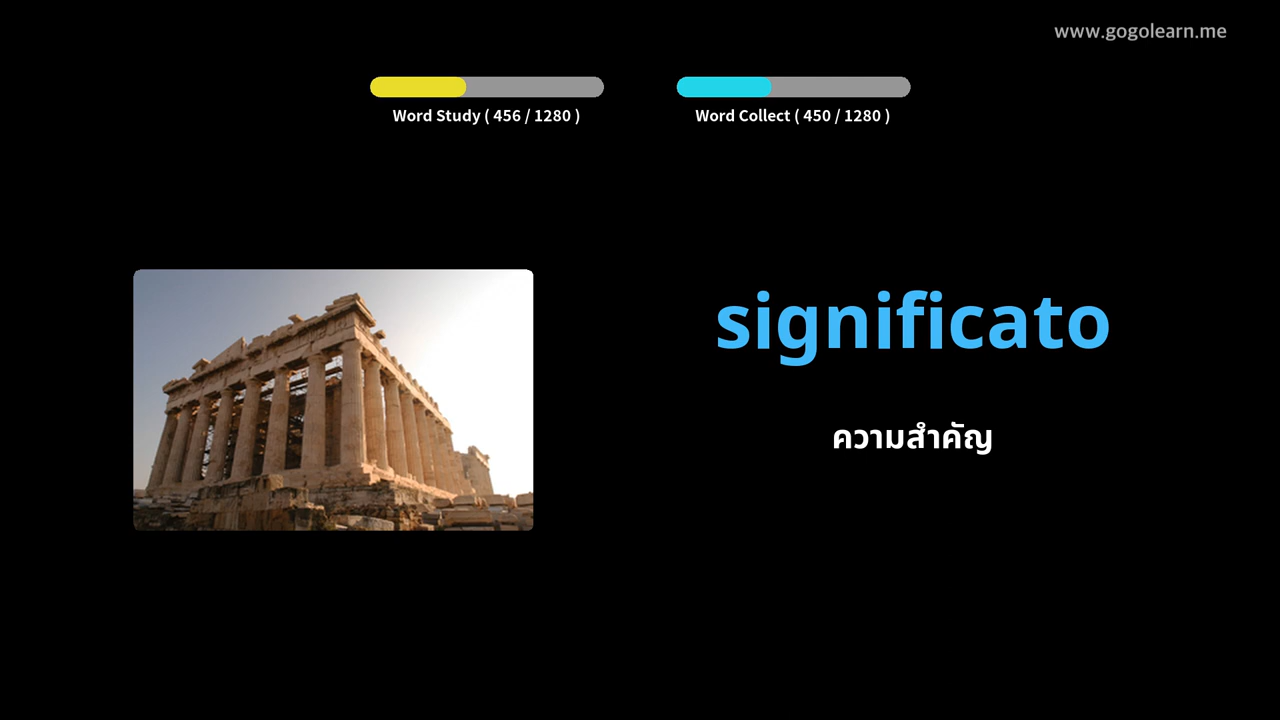 www.gogolearn.me
Word Study ( 456 / 1280 )
Word Collect ( 450 / 1280 )
significato
ความสำคัญ